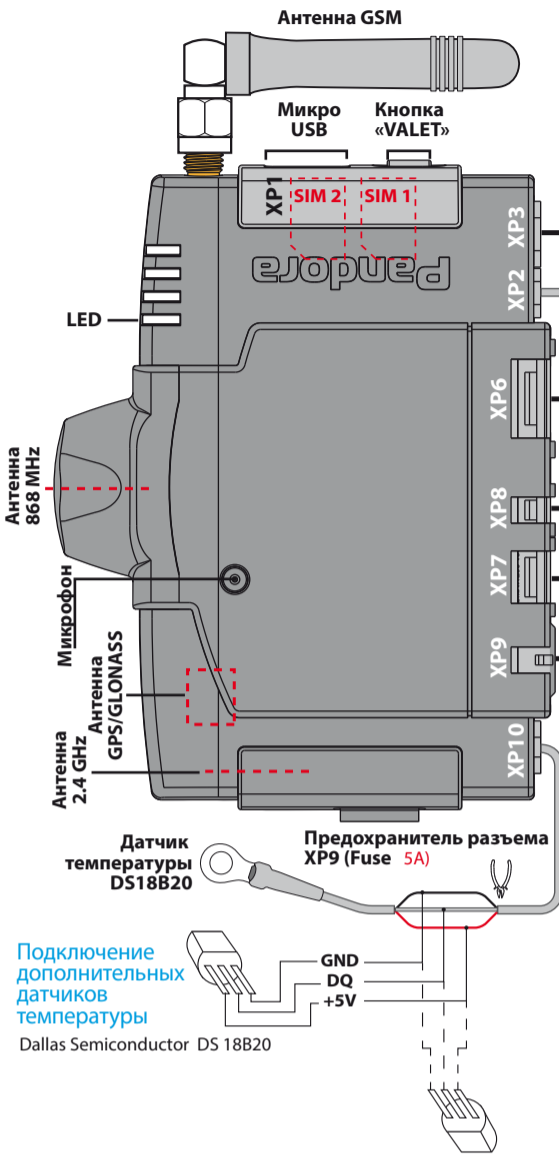 Антенна GSM
Микро
USB
Кнопка
«VALET»
XP1
SIM 2
SIM 1
Pandora
XP3
XP2
LED
XP6
Антенна
868 MHz
XP8
XP7
Микрофон
XP9
Антенна
GPS/GLONASS
Антенна
2.4 GHz
XP10
Датчик
температуры
DS18B20
Предохранитель разъема
XP9 (Fuse 5A)
Подключение
дополнительных
датчиков
температуры
Dallas Semiconductor DS 18B20
GND
DQ
+5V